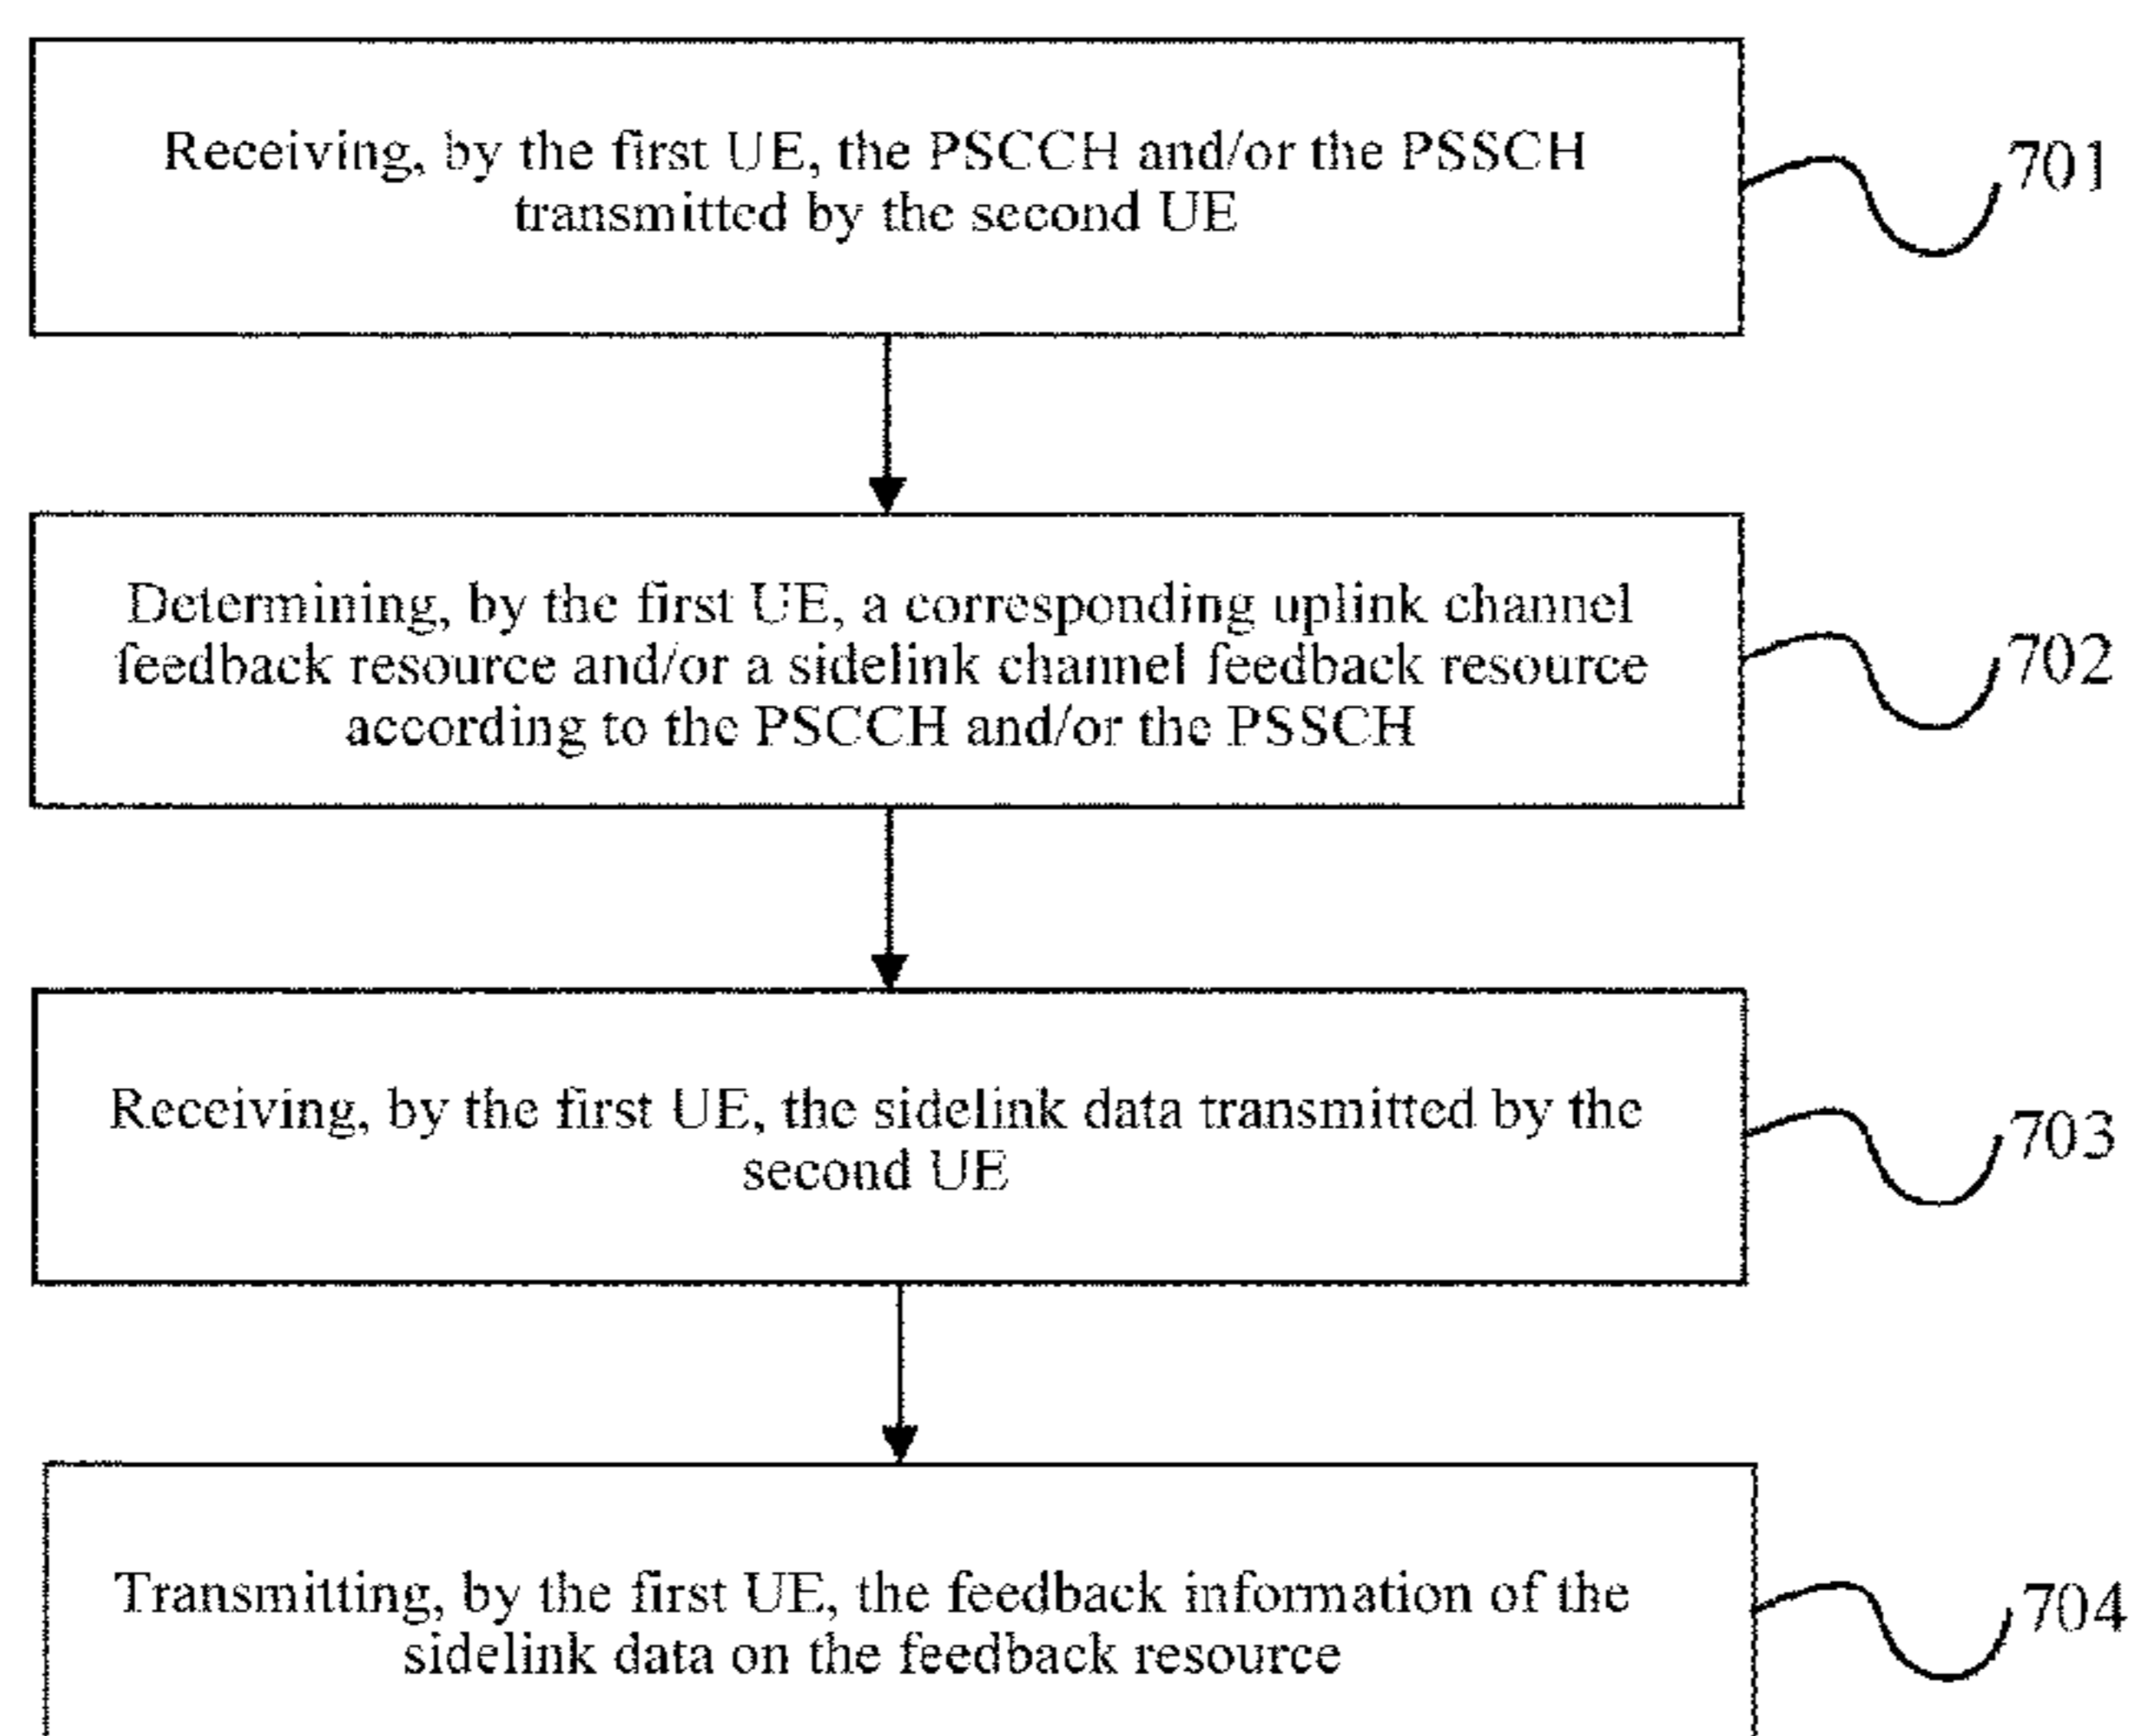 Receiving, by the first UE, the PSCCH and/or the PSSCH
transmitted by the second UE
701
Determining, by the first UE, a corresponding uplink channel
feedback resource and/or a sidelink channel feedback resource
according to the PSCCH and/or the PSSCH
702
Receiving, by the first UE, the sidelink data transmitted by the
second UE
703
Transmitting, by the first UE, the feedback information of the
sidelink data on the feedback resource
704